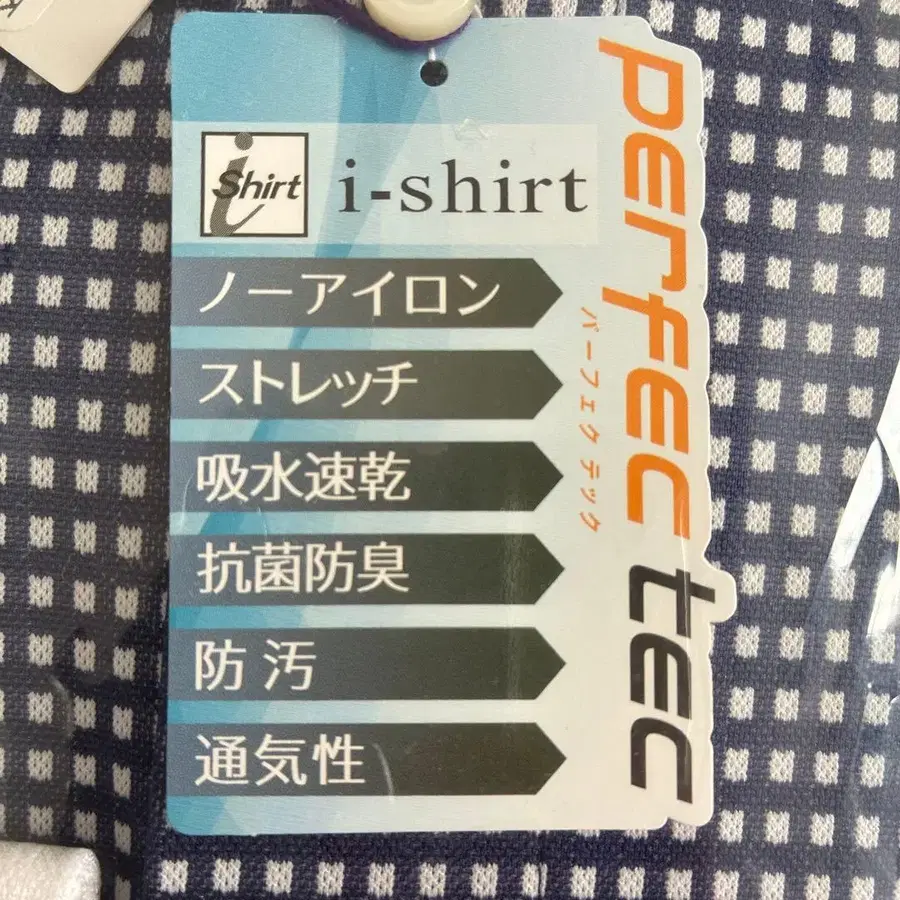 i Shirt
i-shirt
ノーアイロン
ストレッチ
吸水速乾
抗菌防臭
防汚
通気性
perfec tec
パーフェクテック